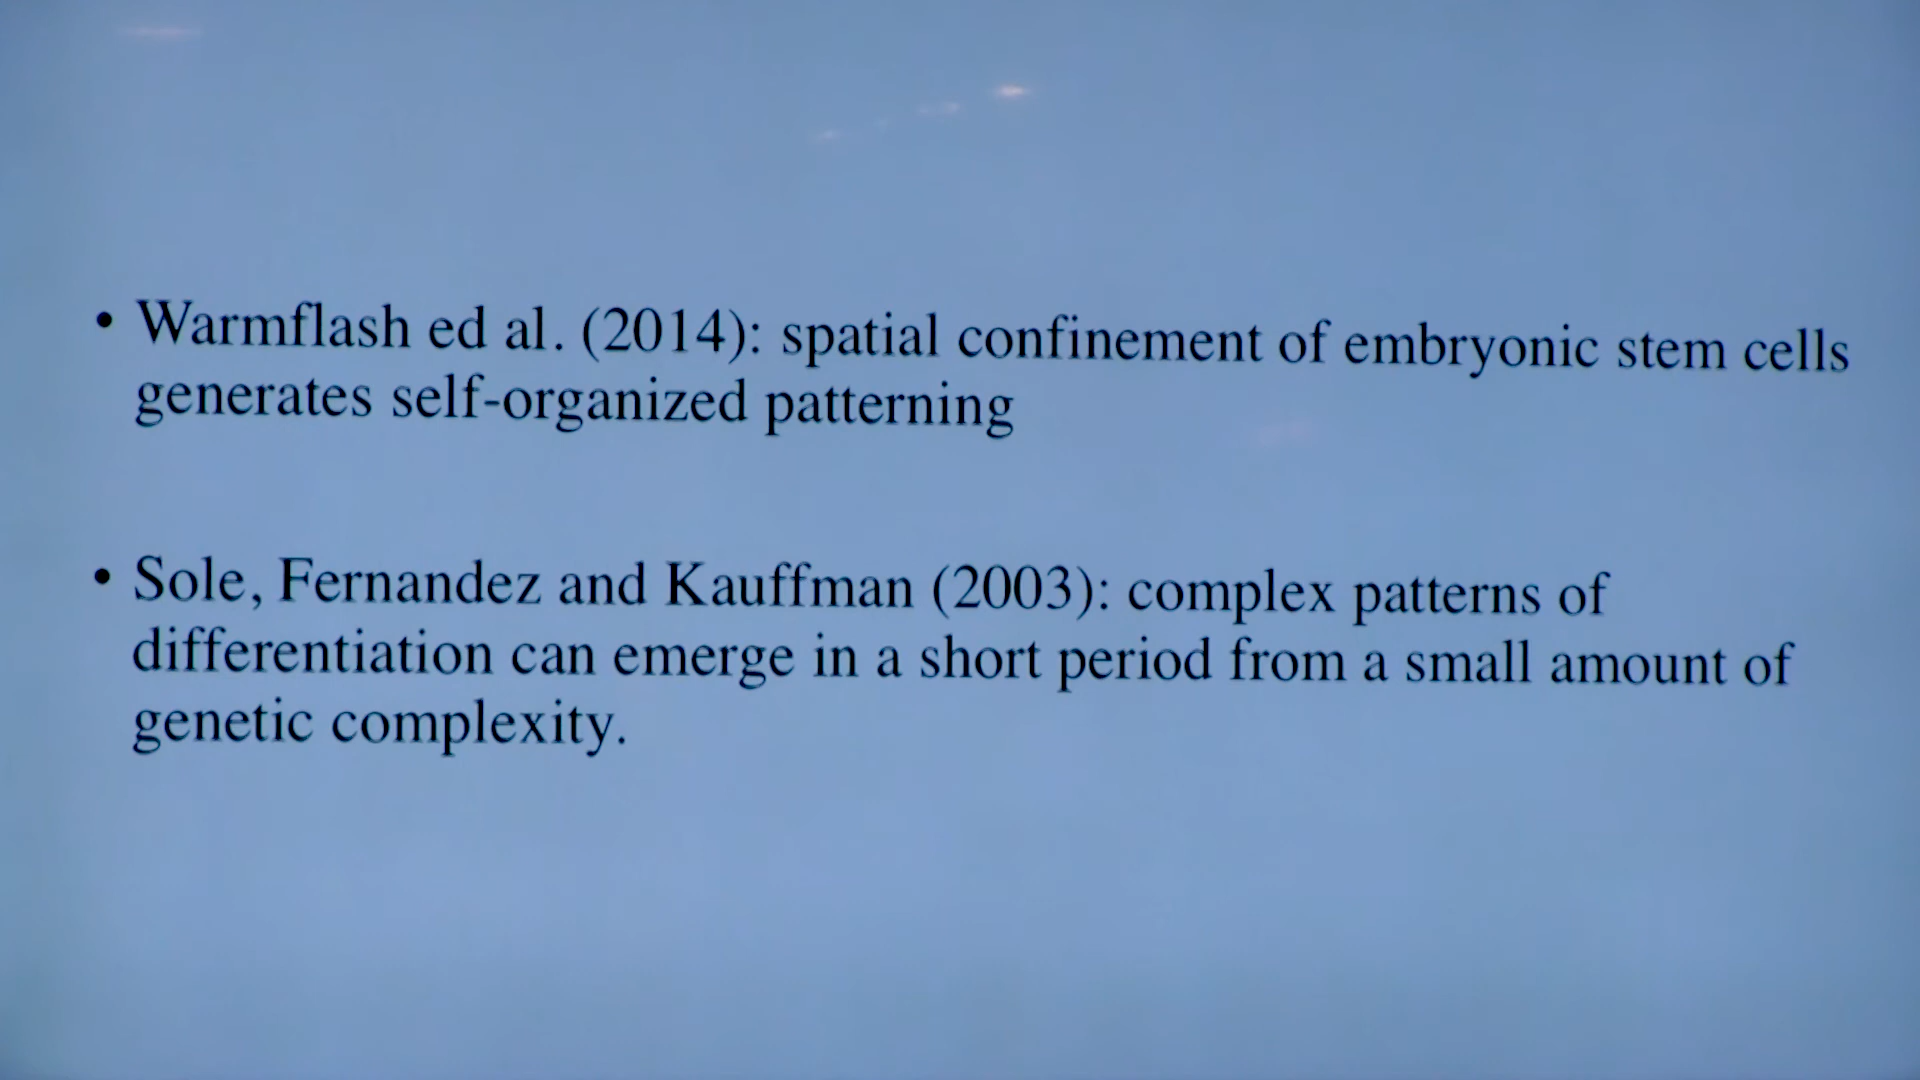 • Warmflash ed al. (2014): spatial confinement of embryonic stem cells
generates self-organized patterning
• Sole, Fernandez and Kauffman (2003): complex patterns of
differentiation can emerge in a short period from a small amount of
genetic complexity.